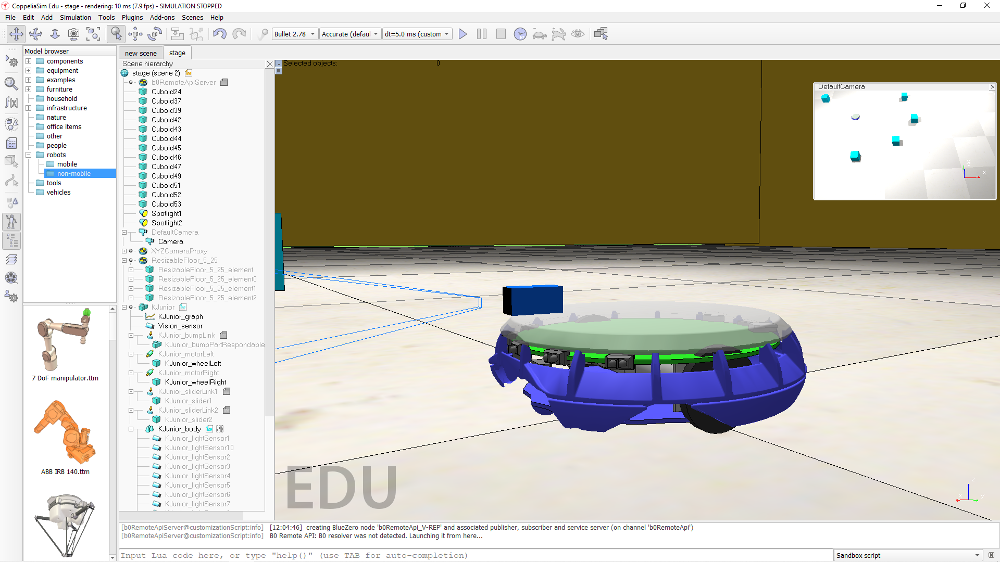 CoppeliaSim Edu - stage - rendering: 10 ms (7.9 fps) - SIMULATION STOPPED
File Edit Add Simulation Tools Plugins Add-ons Scenes Help
Bullet 2.78 Accurate (defaul dt=5.0 ms (custom
Model browser
components
equipment
examples
furniture
household
infrastructure
nature
office items
other
people
robots
mobile
non-mobile
tools
vehicles
7 DoF manipulator.ttm
ABB IRB 140.ttm
new scene stage
Scene hierarchy
stage (scene 2)
b0RemoteApiServer
Cuboid24
Cuboid37
Cuboid39
Cuboid42
Cuboid43
Cuboid44
Cuboid45
Cuboid46
Cuboid47
Cuboid49
Cuboid51
Cuboid52
Cuboid53
Spotlight1
Spotlight2
DefaultCamera
Camera
XYZCameraProxy
ResizableFloor_5_25
ResizableFloor_5_25_element
ResizableFloor_5_25_element0
ResizableFloor_5_25_element1
ResizableFloor_5_25_element2
KJunior
KJunior_graph
Vision_sensor
KJunior_bumpLink
KJunior_bumpPartRespondable
KJunior_motorLeft
KJunior_wheelLeft
KJunior_motorRight
KJunior_wheelRight
KJunior_sliderLink1
KJunior_slider1
KJunior_sliderLink2
KJunior_slider2
KJunior_body
KJunior_lightSensor1
KJunior_lightSensor10
KJunior_lightSensor2
KJunior_lightSensor3
KJunior_lightSensor4
KJunior_lightSensor5
KJunior_lightSensor6
KJunior_lightSensor7
Selected objects: 0
DefaultCamera
x
EDU
z
x y
[b0RemoteApiServer@customizationScript:info] [12:04:46] creating BlueZero node 'b0RemoteApi_V-REP' and associated publisher, subscriber and service server (on channel 'b0RemoteApi')
[b0RemoteApiServer@customizationScript:info] B0 Remote API: B0 resolver was not detected. Launching it from here...
Input Lua code here, or type "help()" (use TAB for auto-completion)
Sandbox script